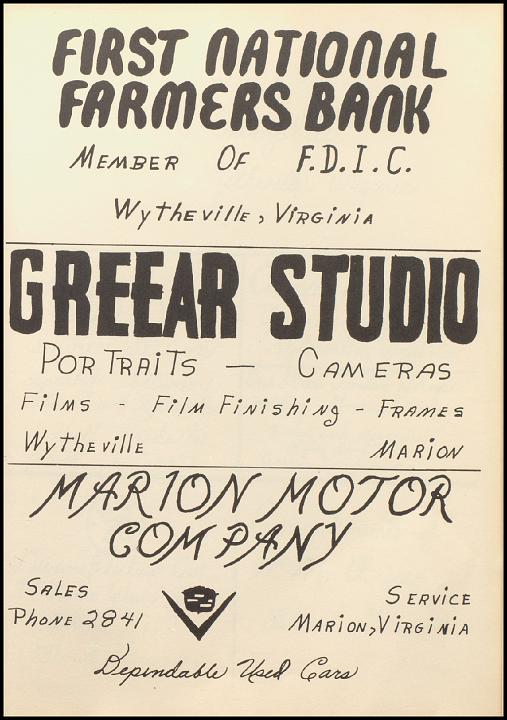 FIRST NATIONAL
FARMERS BANK
MEMBER OF F.D.I.C.
Wytheville, Virginia
GREEAR STUDIO
PORTRAITS — CAMERAS
Films - Film Finishing - Frames
Wytheville Marion
MARION MOTOR
COMPANY
SALES SERVICE
PHONE 2841 MARION, VIRGINIA
Dependable Used Cars